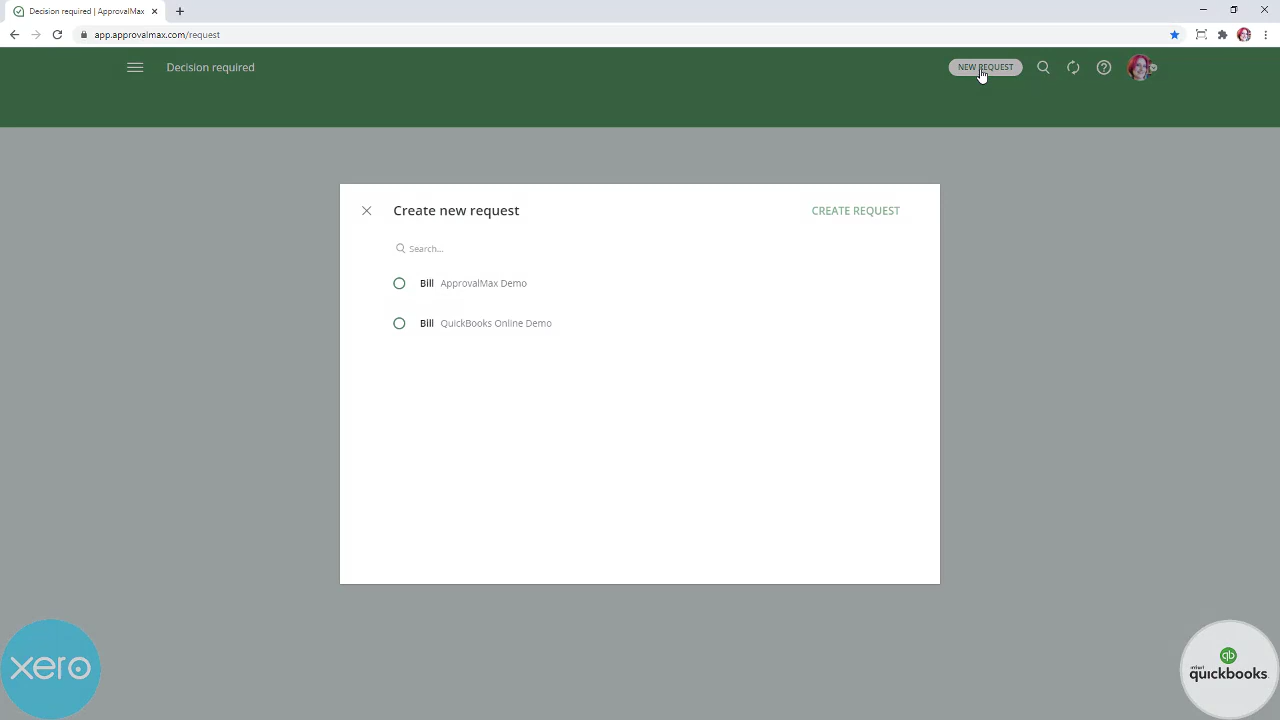 Decision required | ApprovalMax
app.approvalmax.com/request
Decision required
NEW REQUEST
Create new request
CREATE REQUEST
Search...
Bill ApprovalMax Demo
Bill QuickBooks Online Demo
xero
qb
intuit
quickbooks.